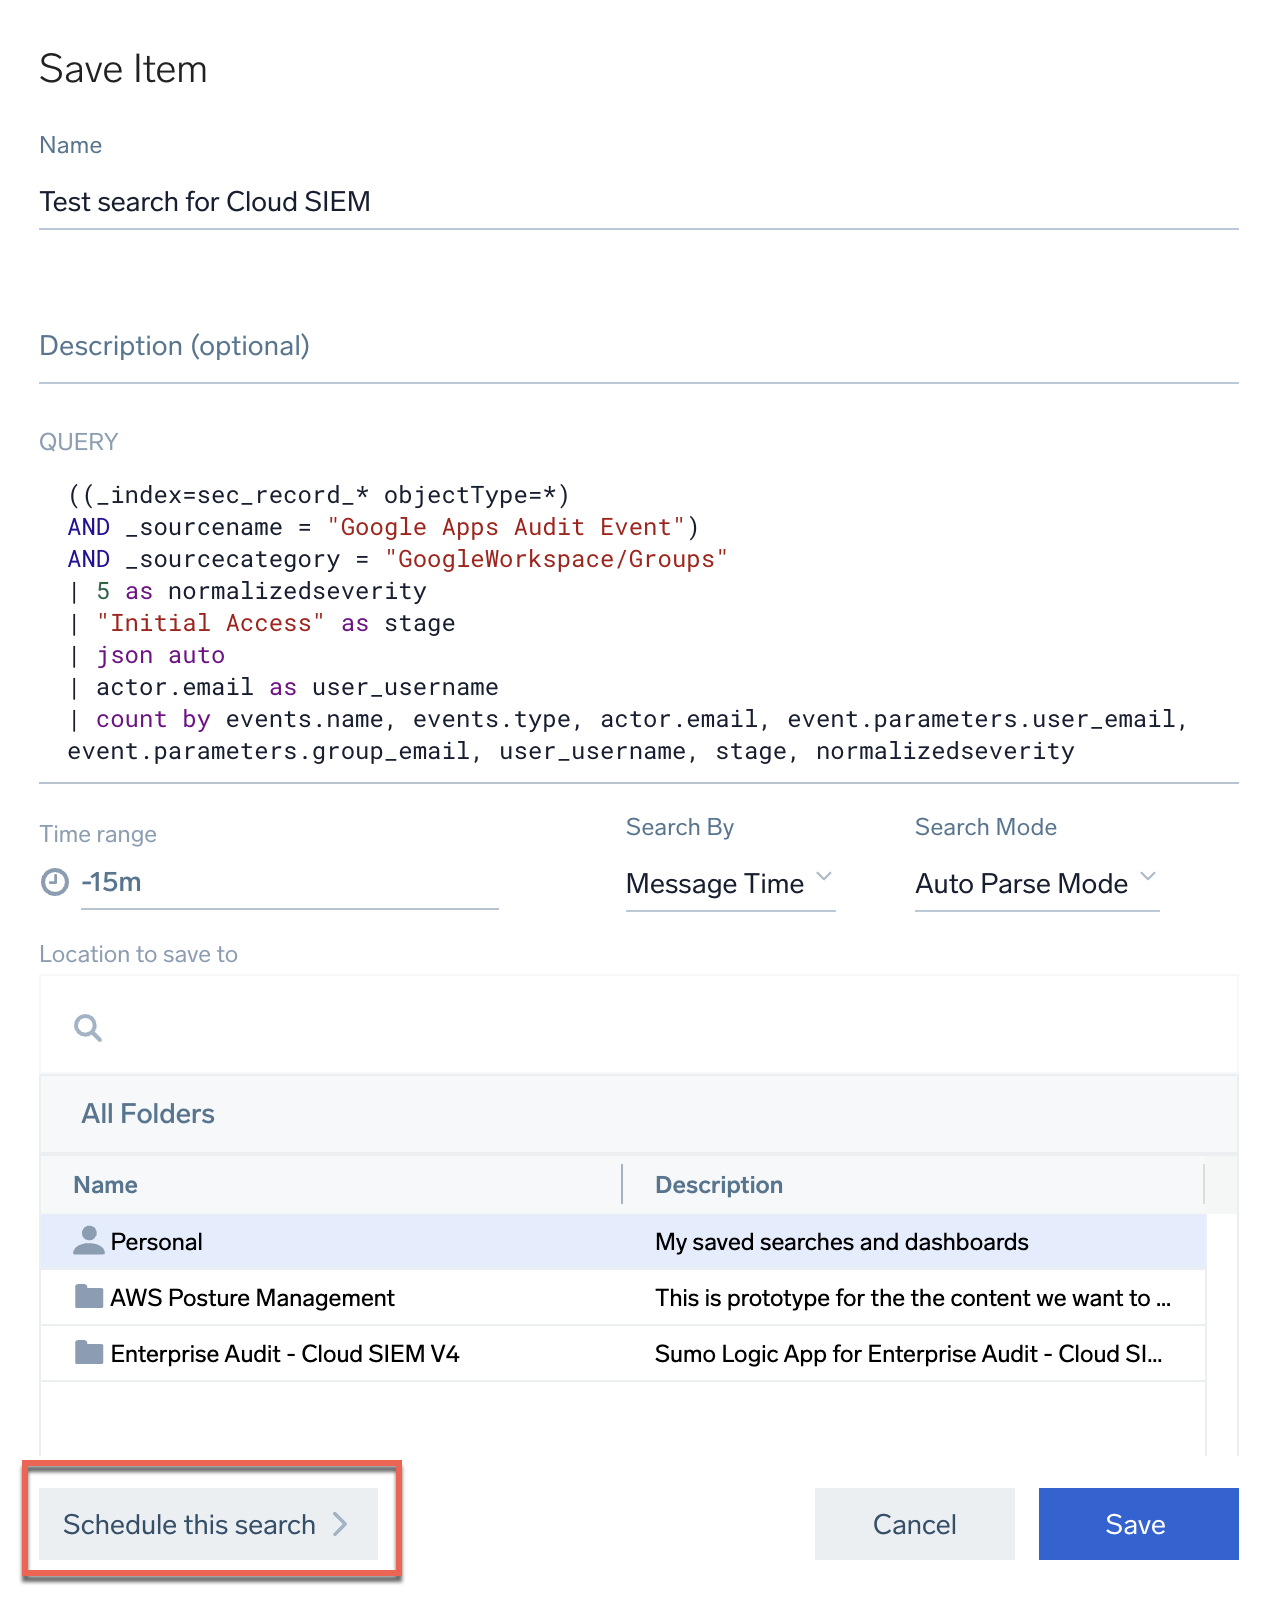 Save Item
Name
Test search for Cloud SIEM
Description (optional)
QUERY
((_index=sec_record_* objectType=*)
AND _sourcename = "Google Apps Audit Event")
AND _sourcecategory = "GoogleWorkspace/Groups"
| 5 as normalizedseverity
| "Initial Access" as stage
| json auto
| actor.email as user_username
| count by events.name, events.type, actor.email, event.parameters.user_email,
event.parameters.group_email, user_username, stage, normalizedseverity
Time range
-15m
Search By
Message Time
Search Mode
Auto Parse Mode
Location to save to
All Folders
Name Description
Personal My saved searches and dashboards
AWS Posture Management This is prototype for the the content we want to ...
Enterprise Audit - Cloud SIEM V4 Sumo Logic App for Enterprise Audit - Cloud SI...
Schedule this search Cancel Save